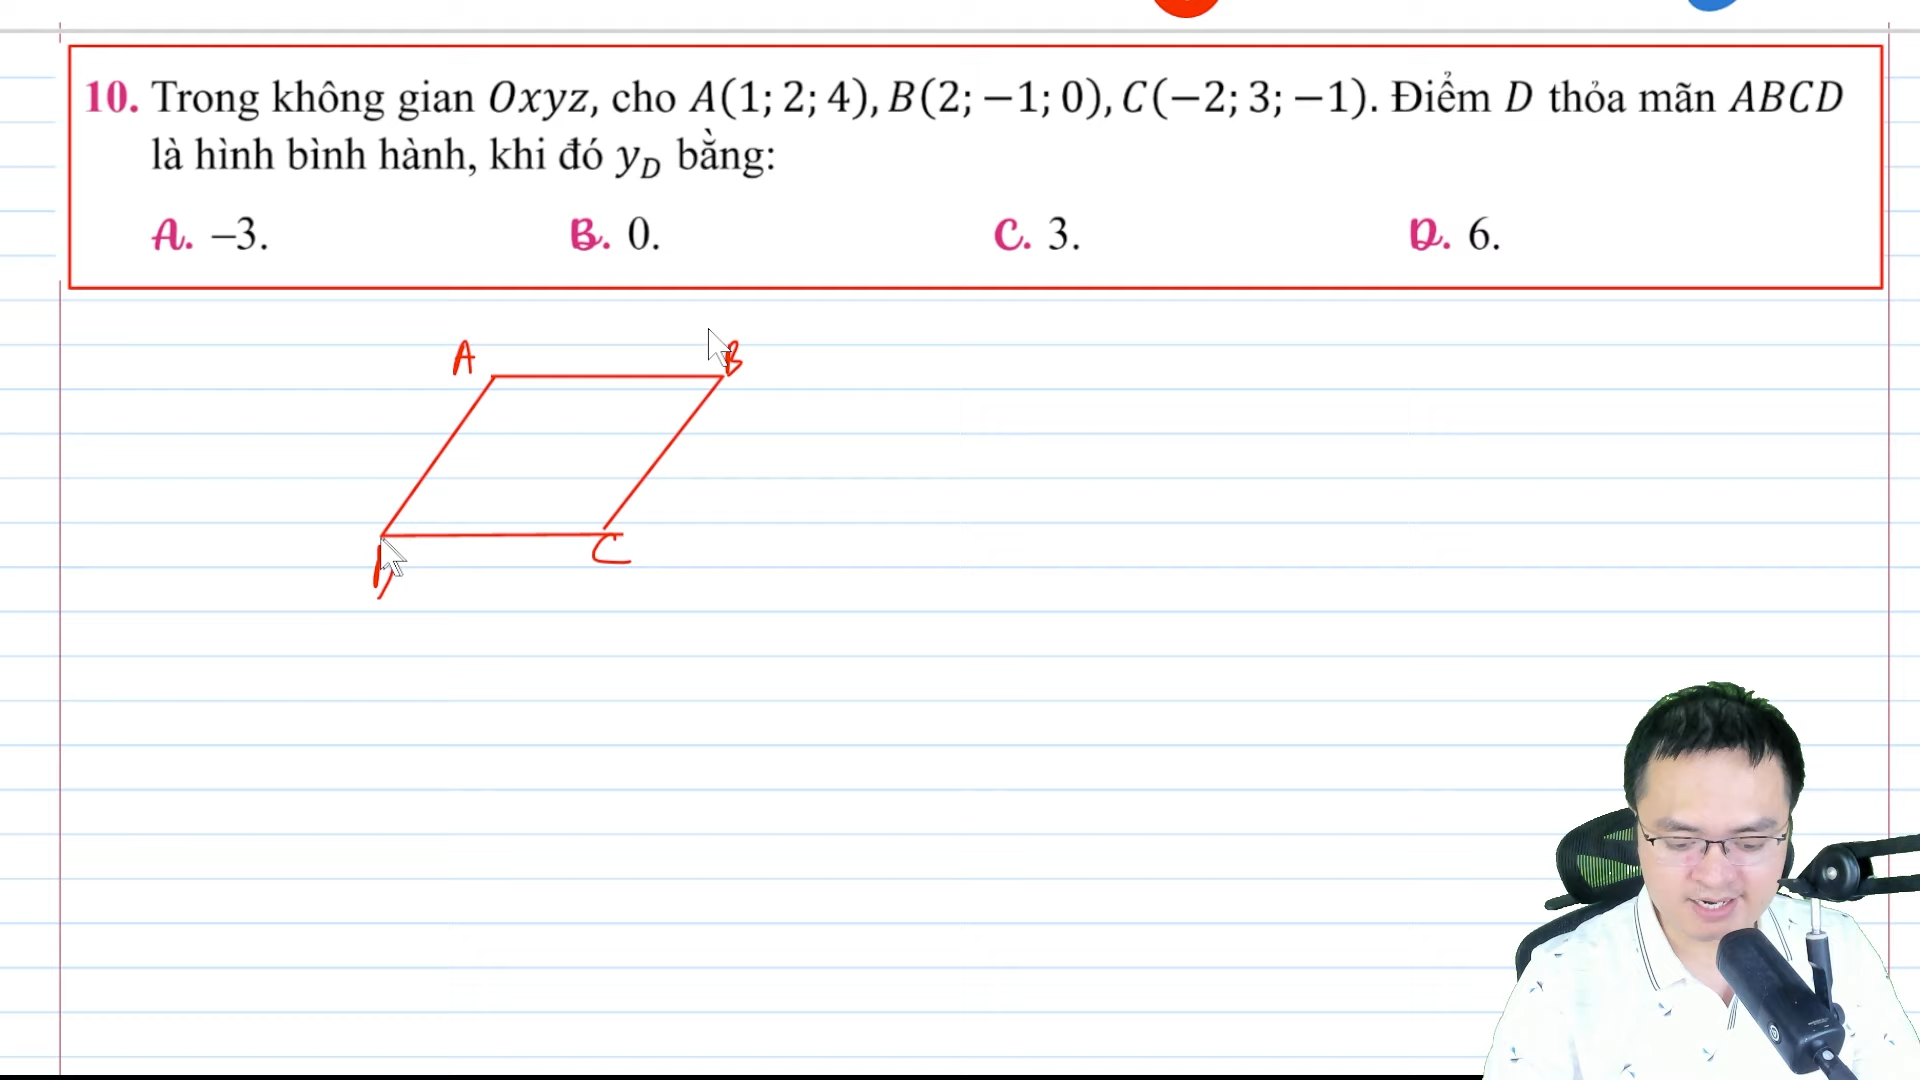 10. Trong không gian Oxyz, cho A(1; 2; 4), B(2; −1; 0), C(−2; 3; −1). Điểm D thỏa mãn ABCD
là hình bình hành, khi đó y_D bằng:
A. –3. B. 0. C. 3. D. 6.
A B
D C